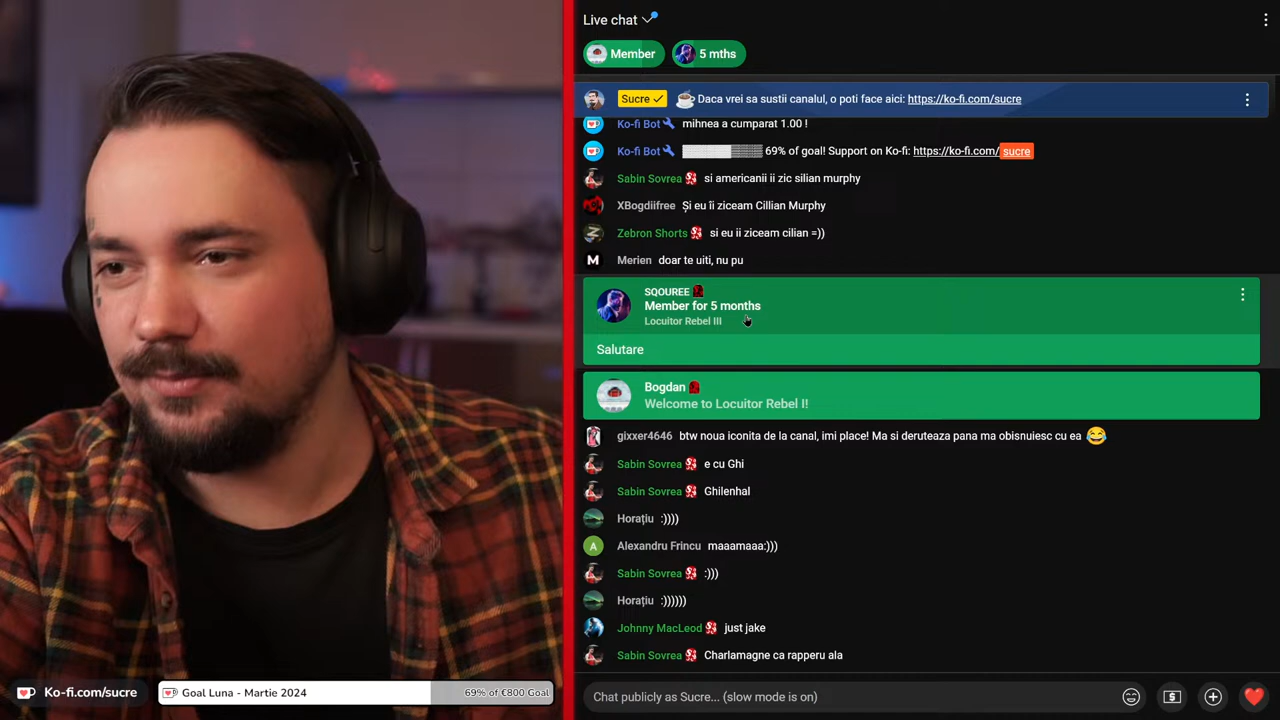 Live chat
Member
5 mths
Sucre ✓ ☕ Daca vrei sa sustii canalul, o poti face aici: https://ko-fi.com/sucre
Ko-fi Bot mihnea a cumparat 1.00 !
Ko-fi Bot ▒▒▒▒▒▒▒▒▒▒ 69% of goal! Support on Ko-fi: https://ko-fi.com/sucre
Sabin Sovrea si americanii ii zic silian murphy
XBogdiifree Și eu îi ziceam Cillian Murphy
Zebron Shorts si eu ii ziceam cilian =))
M Merien doar te uiti, nu pu
SQOUREE
Member for 5 months
Locuitor Rebel III
Salutare
Bogdan
Welcome to Locuitor Rebel I!
gixxer4646 btw noua iconita de la canal, imi place! Ma si deruteaza pana ma obisnuiesc cu ea 😂
Sabin Sovrea e cu Ghi
Sabin Sovrea Ghilenhal
Horațiu :))))
A Alexandru Frincu maaamaaa:)))
Sabin Sovrea :)))
Horațiu :))))))
Johnny MacLeod just jake
Sabin Sovrea Charlamagne ca rapperu ala
Chat publicly as Sucre... (slow mode is on)
Ko-fi.com/sucre
Goal Luna - Martie 2024
69% of €800 Goal